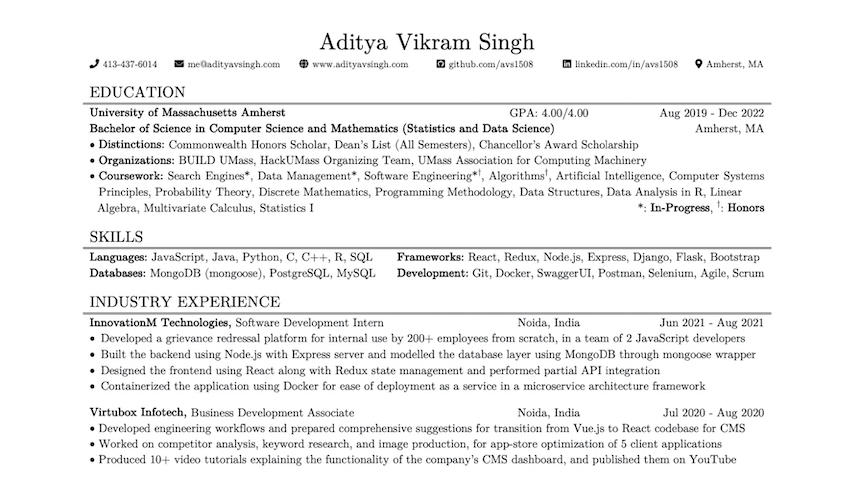 Aditya Vikram Singh
413-437-6014 me@adityavsingh.com www.adityavsingh.com github.com/avs1508 linkedin.com/in/avs1508 Amherst, MA
EDUCATION
University of Massachusetts Amherst GPA: 4.00/4.00 Aug 2019 - Dec 2022
Bachelor of Science in Computer Science and Mathematics (Statistics and Data Science) Amherst, MA
• Distinctions: Commonwealth Honors Scholar, Dean's List (All Semesters), Chancellor's Award Scholarship
• Organizations: BUILD UMass, HackUMass Organizing Team, UMass Association for Computing Machinery
• Coursework: Search Engines*, Data Management*, Software Engineering*†, Algorithms†, Artificial Intelligence, Computer Systems
Principles, Probability Theory, Discrete Mathematics, Programming Methodology, Data Structures, Data Analysis in R, Linear
Algebra, Multivariate Calculus, Statistics I *: In-Progress, †: Honors
SKILLS
Languages: JavaScript, Java, Python, C, C++, R, SQL Frameworks: React, Redux, Node.js, Express, Django, Flask, Bootstrap
Databases: MongoDB (mongoose), PostgreSQL, MySQL Development: Git, Docker, SwaggerUI, Postman, Selenium, Agile, Scrum
INDUSTRY EXPERIENCE
InnovationM Technologies, Software Development Intern Noida, India Jun 2021 - Aug 2021
• Developed a grievance redressal platform for internal use by 200+ employees from scratch, in a team of 2 JavaScript developers
• Built the backend using Node.js with Express server and modelled the database layer using MongoDB through mongoose wrapper
• Designed the frontend using React along with Redux state management and performed partial API integration
• Containerized the application using Docker for ease of deployment as a service in a microservice architecture framework
Virtubox Infotech, Business Development Associate Noida, India Jul 2020 - Aug 2020
• Developed engineering workflows and prepared comprehensive suggestions for transition from Vue.js to React codebase for CMS
• Worked on competitor analysis, keyword research, and image production, for app-store optimization of 5 client applications
• Produced 10+ video tutorials explaining the functionality of the company's CMS dashboard, and published them on YouTube